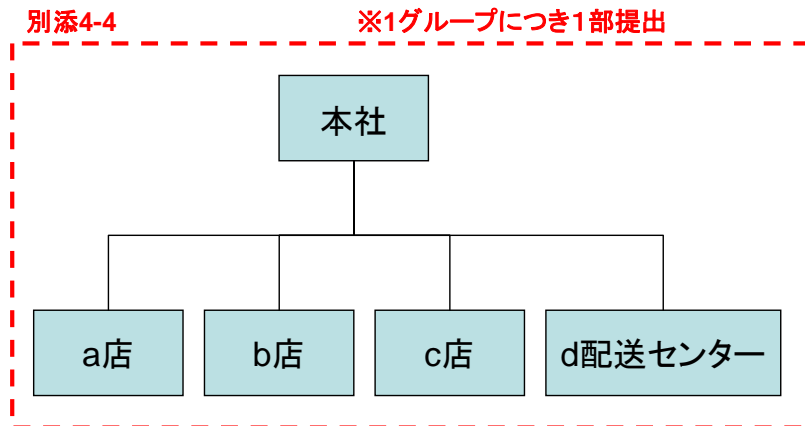 別添4-4
※1グループにつき１部提出
本社
a店
b店
c店
d配送センター